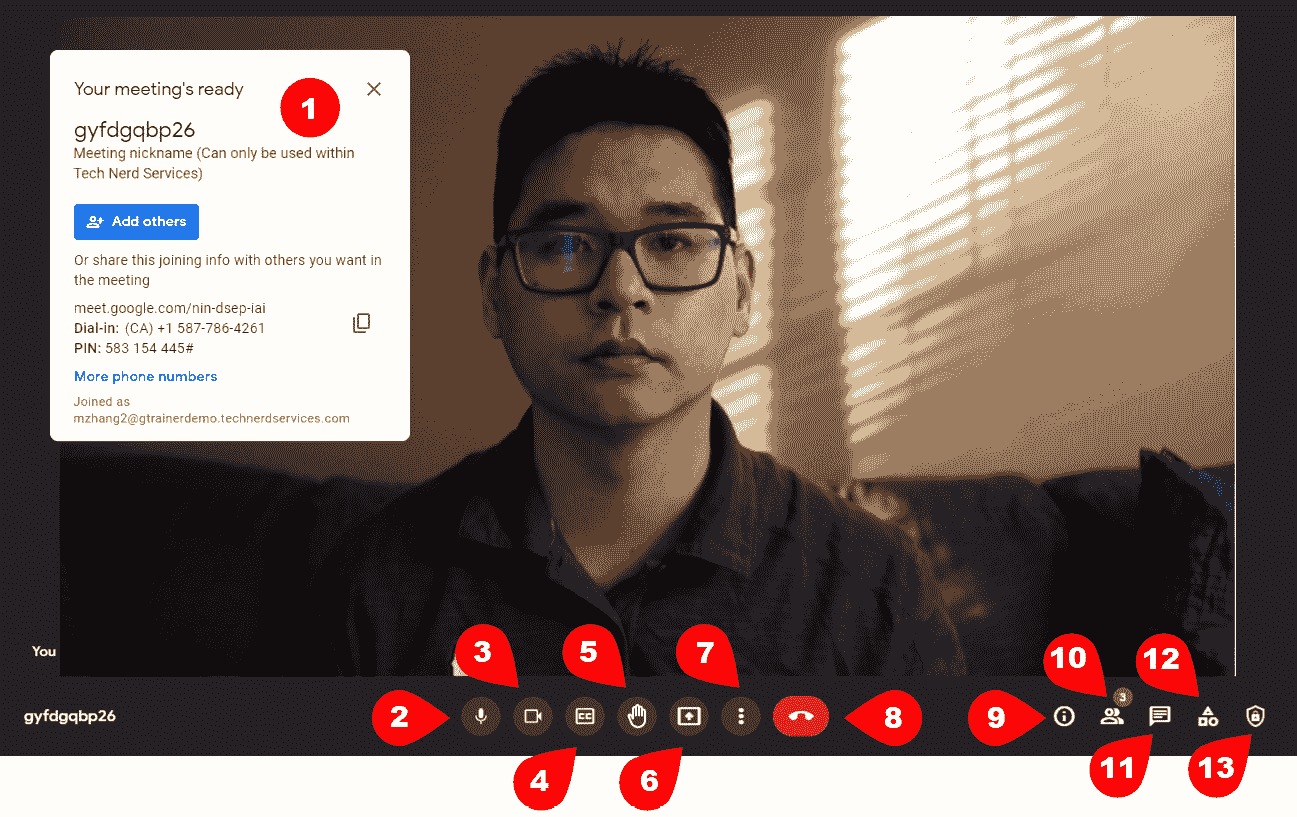 Your meeting's ready
1
gyfdgqbp26
Meeting nickname (Can only be used within
Tech Nerd Services)
Add others
Or share this joining info with others you want in
the meeting
meet.google.com/nin-dsep-iai
Dial-in: (CA) +1 587-786-4261
PIN: 583 154 445#
More phone numbers
Joined as
mzhang2@gtrainerdemo.technerdservices.com
You
3
5
7
10
12
gyfdgqbp26
2
CC
8
9
3
4
6
11
13